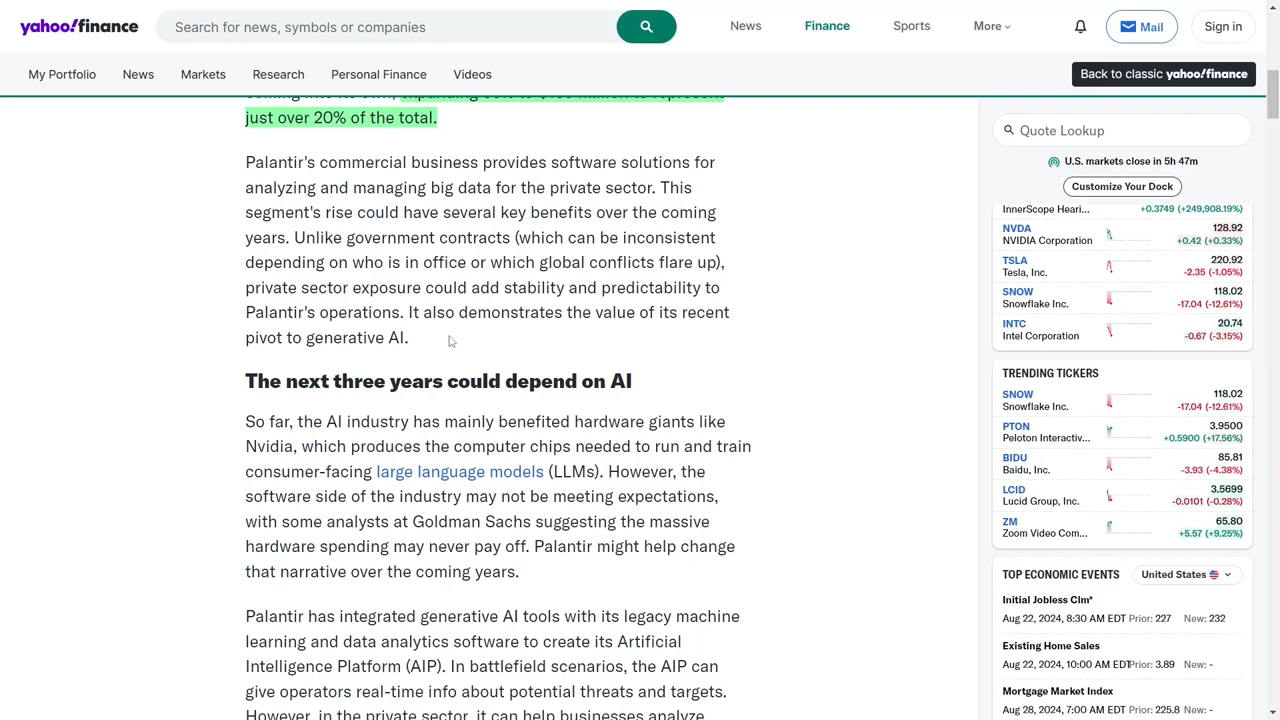 yahoo!finance
Search for news, symbols or companies
News
Finance
Sports
More
Mail
Sign in
My Portfolio
News
Markets
Research
Personal Finance
Videos
Back to classic yahoo!finance
just over 20% of the total.
Palantir's commercial business provides software solutions for
analyzing and managing big data for the private sector. This
segment's rise could have several key benefits over the coming
years. Unlike government contracts (which can be inconsistent
depending on who is in office or which global conflicts flare up),
private sector exposure could add stability and predictability to
Palantir's operations. It also demonstrates the value of its recent
pivot to generative AI.
The next three years could depend on AI
So far, the AI industry has mainly benefited hardware giants like
Nvidia, which produces the computer chips needed to run and train
consumer-facing large language models (LLMs). However, the
software side of the industry may not be meeting expectations,
with some analysts at Goldman Sachs suggesting the massive
hardware spending may never pay off. Palantir might help change
that narrative over the coming years.
Palantir has integrated generative AI tools with its legacy machine
learning and data analytics software to create its Artificial
Intelligence Platform (AIP). In battlefield scenarios, the AIP can
give operators real-time info about potential threats and targets.
However, in the private sector, it can help businesses analyze
Quote Lookup
U.S. markets close in 5h 47m
Customize Your Dock
InnerScope Heari... +0.3749 (+249,908.19%)
NVDA 128.92
NVIDIA Corporation +0.42 (+0.33%)
TSLA 220.92
Tesla, Inc. -2.35 (-1.05%)
SNOW 118.02
Snowflake Inc. -17.04 (-12.61%)
INTC 20.74
Intel Corporation -0.67 (-3.15%)
TRENDING TICKERS
SNOW 118.02
Snowflake Inc. -17.04 (-12.61%)
PTON 3.9500
Peloton Interactiv... +0.5900 (+17.56%)
BIDU 85.81
Baidu, Inc. -3.93 (-4.38%)
LCID 3.5699
Lucid Group, Inc. -0.0101 (-0.28%)
ZM 65.80
Zoom Video Com... +5.57 (+9.25%)
TOP ECONOMIC EVENTS United States
Initial Jobless Clm*
Aug 22, 2024, 8:30 AM EDT Prior: 227 New: 232
Existing Home Sales
Aug 22, 2024, 10:00 AM EDT Prior: 3.89 New: -
Mortgage Market Index
Aug 28, 2024, 7:00 AM EDT Prior: 225.8 New: -